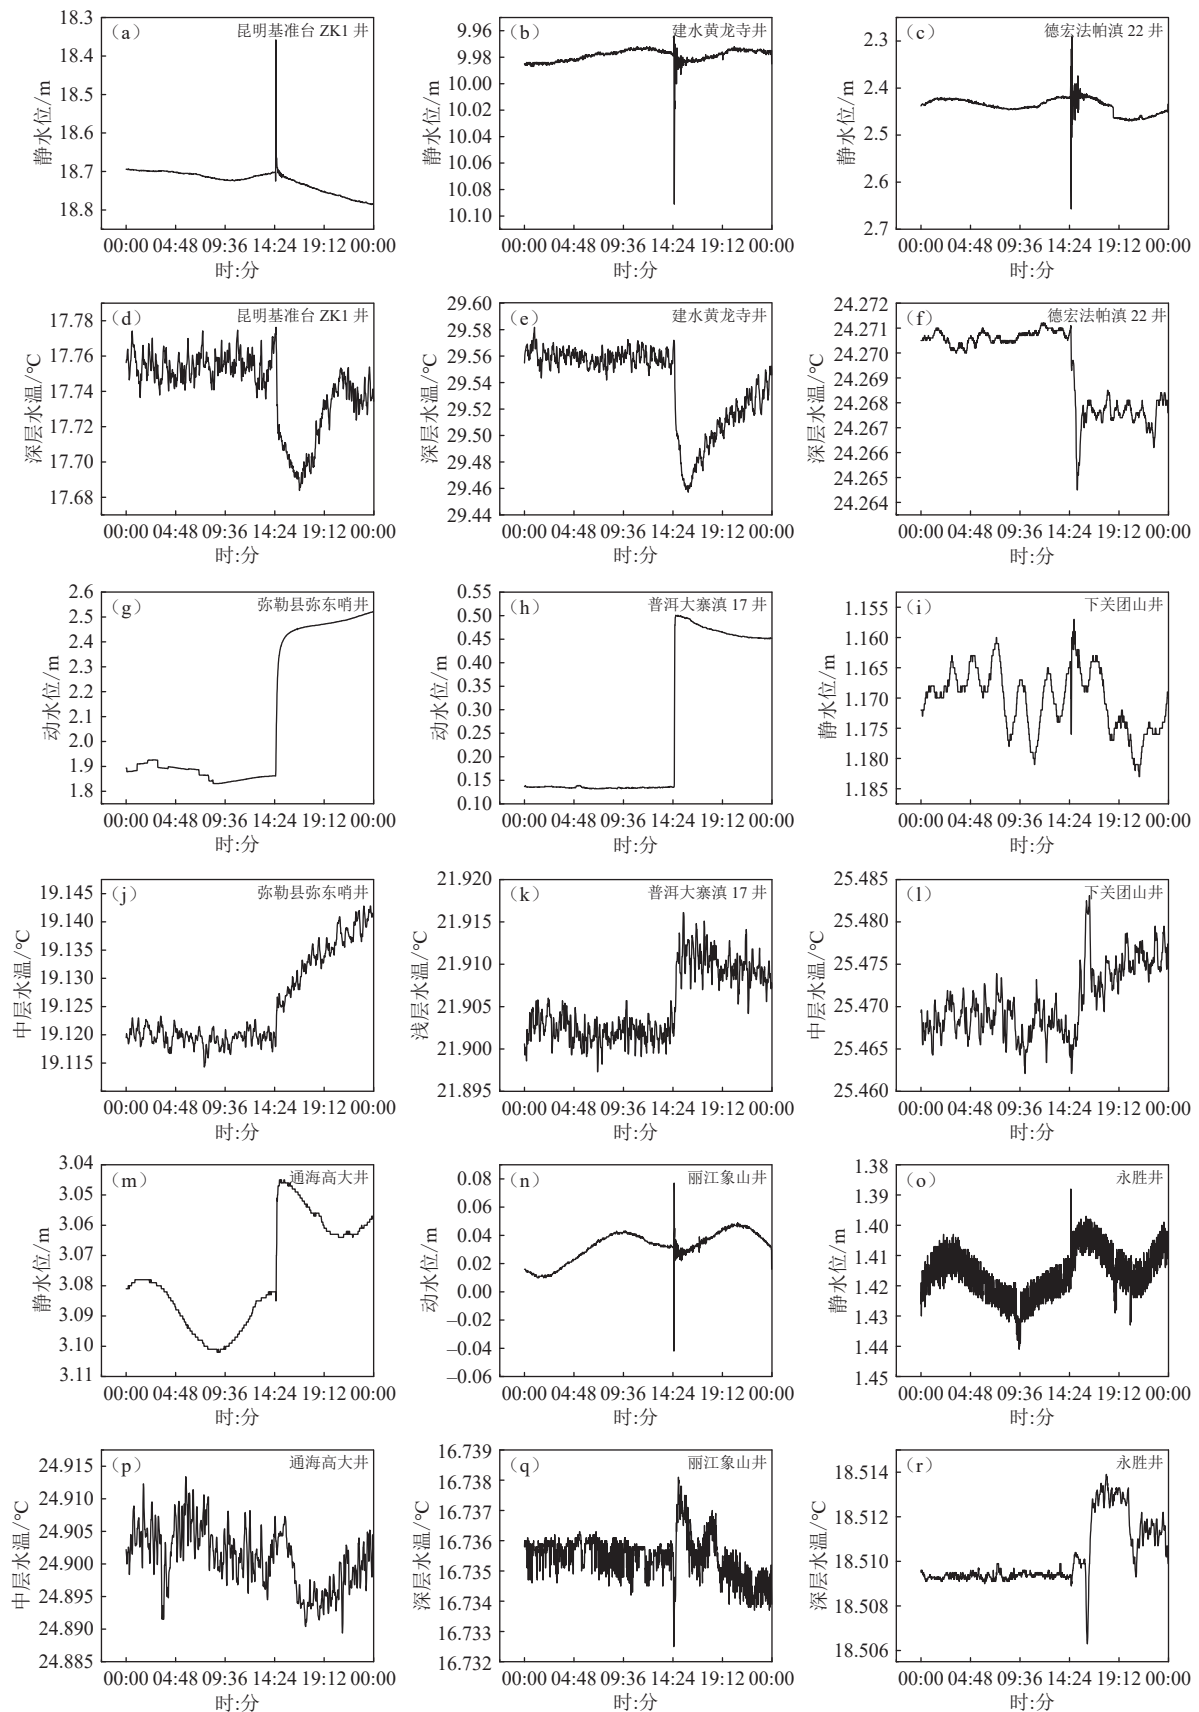 (a) 昆明基准台 ZK1 井
静水位/m
18.3
18.4
18.5
18.6
18.7
18.8
00:00 04:48 09:36 14:24 19:12 00:00
时:分
(b) 建水黄龙寺井
静水位/m
9.96
9.98
10.00
10.02
10.04
10.06
10.08
10.10
00:00 04:48 09:36 14:24 19:12 00:00
时:分
(c) 德宏法帕滇 22 井
静水位/m
2.3
2.4
2.5
2.6
2.7
00:00 04:48 09:36 14:24 19:12 00:00
时:分
(d) 昆明基准台 ZK1 井
深层水温/°C
17.78
17.76
17.74
17.72
17.70
17.68
00:00 04:48 09:36 14:24 19:12 00:00
时:分
(e) 建水黄龙寺井
深层水温/°C
29.60
29.58
29.56
29.54
29.52
29.50
29.48
29.46
29.44
00:00 04:48 09:36 14:24 19:12 00:00
时:分
(f) 德宏法帕滇 22 井
深层水温/°C
24.272
24.271
24.270
24.269
24.268
24.267
24.265
24.264
00:00 04:48 09:36 14:24 19:12 00:00
时:分
(g) 弥勒县弥东哨井
动水位/m
2.6
2.5
2.4
2.3
2.2
2.1
2.0
1.9
1.8
00:00 04:48 09:36 14:24 19:12 00:00
时:分
(h) 普洱大寨滇 17 井
动水位/m
0.55
0.50
0.45
0.40
0.35
0.30
0.25
0.20
0.15
0.10
00:00 04:48 09:36 14:24 19:12 00:00
时:分
(i) 下关团山井
静水位/m
1.155
1.160
1.165
1.170
1.175
1.180
1.185
00:00 04:48 09:36 14:24 19:12 00:00
时:分
(j) 弥勒县弥东哨井
中层水温/°C
19.145
19.140
19.135
19.130
19.125
19.120
19.115
00:00 04:48 09:36 14:24 19:12 00:00
时:分
(k) 普洱大寨滇 17 井
浅层水温/°C
21.920
21.915
21.910
21.905
21.900
21.895
00:00 04:48 09:36 14:24 19:12 00:00
时:分
(l) 下关团山井
中层水温/°C
25.485
25.480
25.475
25.470
25.465
25.460
00:00 04:48 09:36 14:24 19:12 00:00
时:分
(m) 通海高大井
静水位/m
3.04
3.05
3.06
3.07
3.08
3.09
3.10
3.11
00:00 04:48 09:36 14:24 19:12 00:00
时:分
(n) 丽江象山井
动水位/m
0.08
0.06
0.04
0.02
0.00
–0.02
–0.04
–0.06
00:00 04:48 09:36 14:24 19:12 00:00
时:分
(o) 永胜井
静水位/m
1.38
1.39
1.40
1.41
1.42
1.43
1.44
1.45
00:00 04:48 09:36 14:24 19:12 00:00
时:分
(p) 通海高大井
中层水温/°C
24.915
24.910
24.905
24.900
24.895
24.890
24.885
00:00 04:48 09:36 14:24 19:12 00:00
时:分
(q) 丽江象山井
深层水温/°C
16.739
16.738
16.737
16.736
16.735
16.734
16.733
16.732
00:00 04:48 09:36 14:24 19:12 00:00
时:分
(r) 永胜井
深层水温/°C
18.514
18.512
18.510
18.508
18.506
00:00 04:48 09:36 14:24 19:12 00:00
时:分